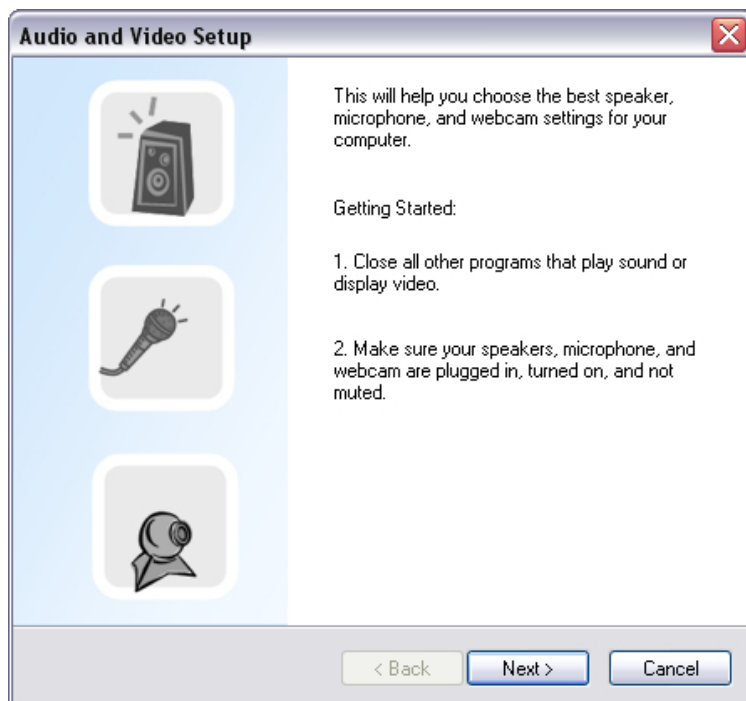 Audio and Video Setup
This will help you choose the best speaker,
microphone, and webcam settings for your
computer.
Getting Started:
1. Close all other programs that play sound or
display video.
2. Make sure your speakers, microphone, and
webcam are plugged in, turned on, and not
muted.
< Back Next > Cancel